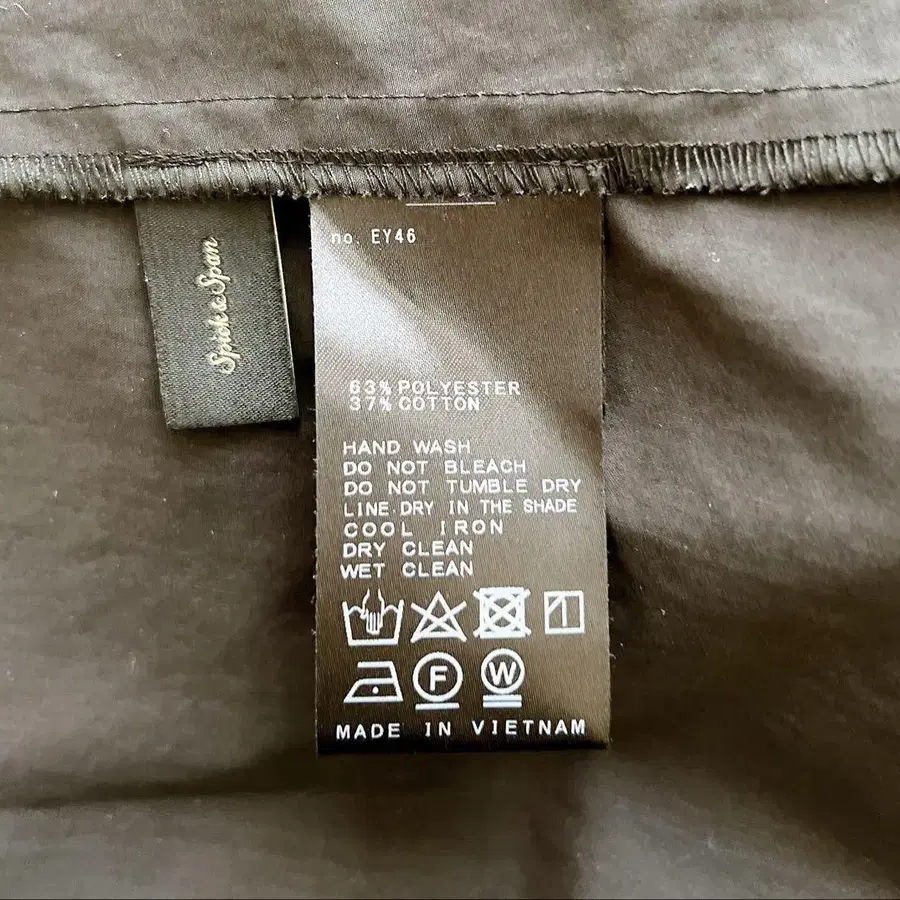 Spick & Span
no. EY46
63% POLYESTER
37% COTTON
HAND WASH
DO NOT BLEACH
DO NOT TUMBLE DRY
LINE.DRY IN THE SHADE
COOL IRON
DRY CLEAN
WET CLEAN
F W
MADE IN VIETNAM